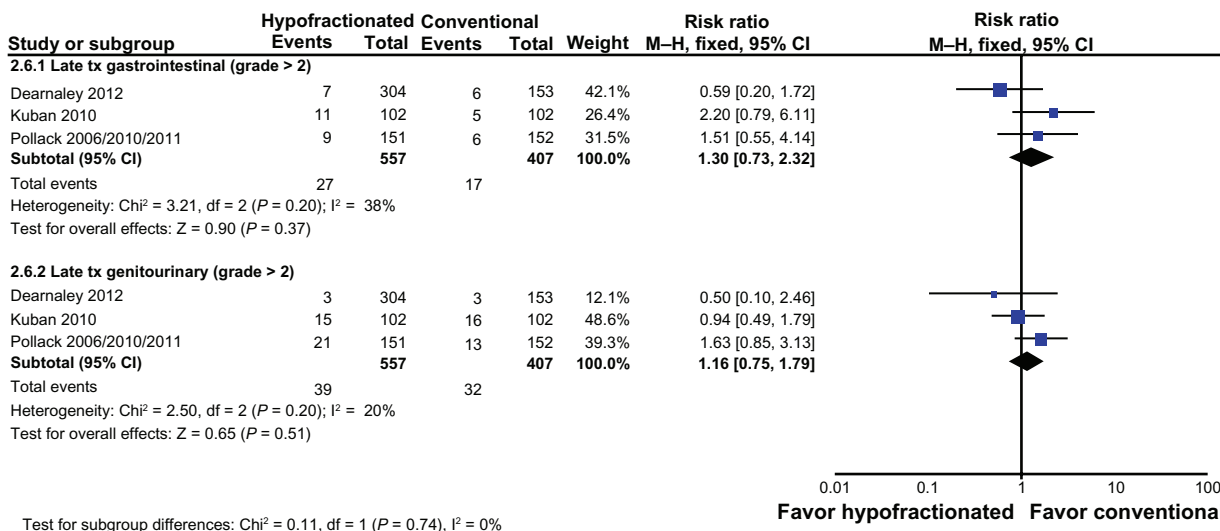 Hypofractionated Conventional Risk ratio Risk ratio
Study or subgroup Events Total Events Total Weight M–H, fixed, 95% CI M–H, fixed, 95% CI
2.6.1 Late tx gastrointestinal (grade > 2)
Dearnaley 2012 7 304 6 153 42.1% 0.59 [0.20, 1.72]
Kuban 2010 11 102 5 102 26.4% 2.20 [0.79, 6.11]
Pollack 2006/2010/2011 9 151 6 152 31.5% 1.51 [0.55, 4.14]
Subtotal (95% CI) 557 407 100.0% 1.30 [0.73, 2.32]
Total events 27 17
Heterogeneity: Chi² = 3.21, df = 2 (P = 0.20); I² = 38%
Test for overall effects: Z = 0.90 (P = 0.37)
2.6.2 Late tx genitourinary (grade > 2)
Dearnaley 2012 3 304 3 153 12.1% 0.50 [0.10, 2.46]
Kuban 2010 15 102 16 102 48.6% 0.94 [0.49, 1.79]
Pollack 2006/2010/2011 21 151 13 152 39.3% 1.63 [0.85, 3.13]
Subtotal (95% CI) 557 407 100.0% 1.16 [0.75, 1.79]
Total events 39 32
Heterogeneity: Chi² = 2.50, df = 2 (P = 0.20); I² = 20%
Test for overall effects: Z = 0.65 (P = 0.51)
0.01 0.1 1 10 100
Favor hypofractionated Favor conventiona
Test for subgroup differences: Chi² = 0.11, df = 1 (P = 0.74), I² = 0%